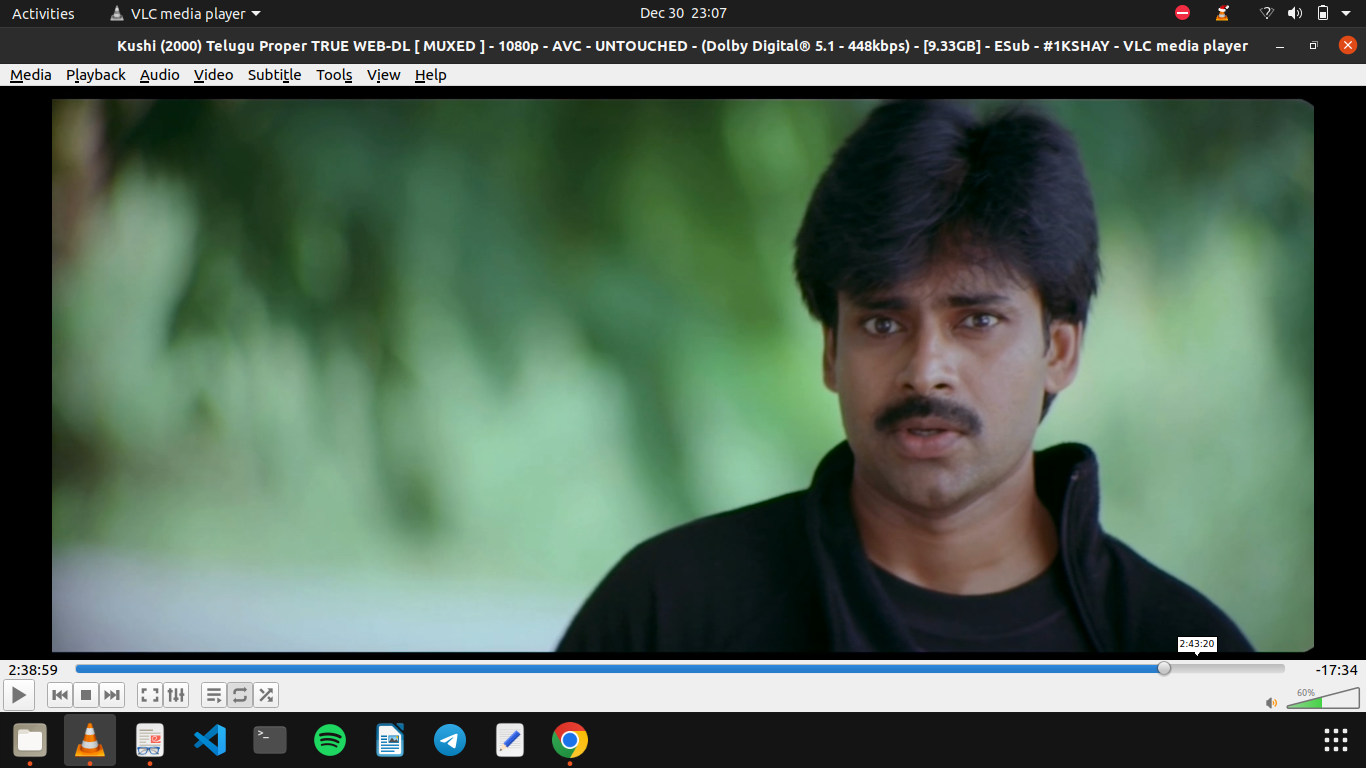 Activities VLC media player Dec 30 23:07
Kushi (2000) Telugu Proper TRUE WEB-DL [ MUXED ] - 1080p - AVC - UNTOUCHED - (Dolby Digital® 5.1 - 448kbps) - [9.33GB] - ESub - #1KSHAY - VLC media player
Media Playback Audio Video Subtitle Tools View Help
2:43:20
2:38:59 -17:34
60%
>_